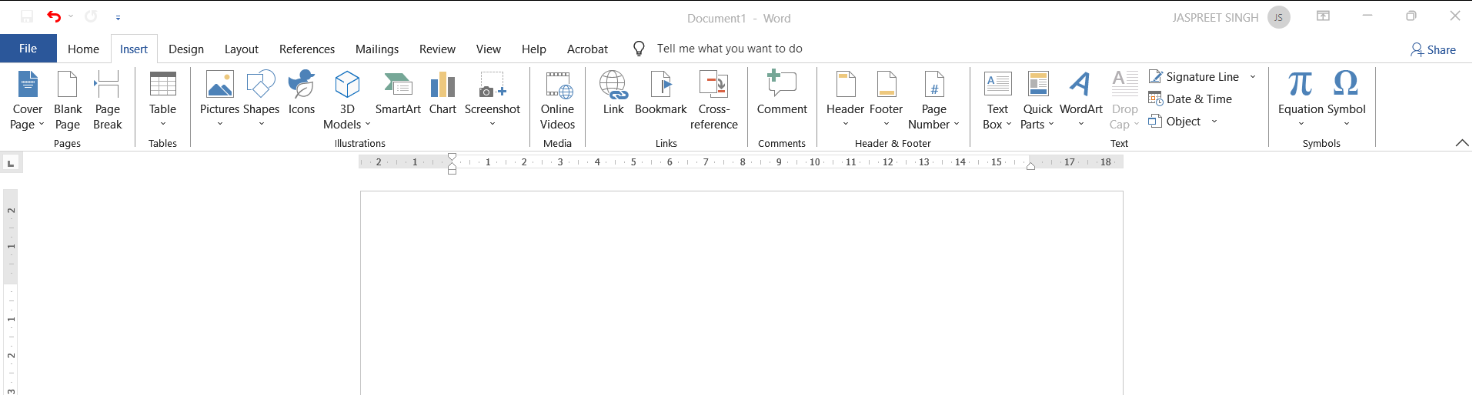 Document1 - Word
JASPREET SINGH
JS
File Home Insert Design Layout References Mailings Review View Help Acrobat Tell me what you want to do
Share
Cover Page
Blank Page
Page Break
Pages
Table
Tables
Pictures
Shapes
Icons
3D Models
SmartArt
Chart
Screenshot
Illustrations
Online Videos
Media
Link
Bookmark
Cross-reference
Links
Comment
Comments
Header
Footer
Page Number
#
Header & Footer
Text Box
A
Quick Parts
WordArt
A
Drop Cap
A
Signature Line
Date & Time
Object
Text
π
Equation
Ω
Symbol
Symbols
L
2 1 1 2 3 4 5 6 7 8 9 10 11 12 13 14 15 17 18
2
1
1
2
3